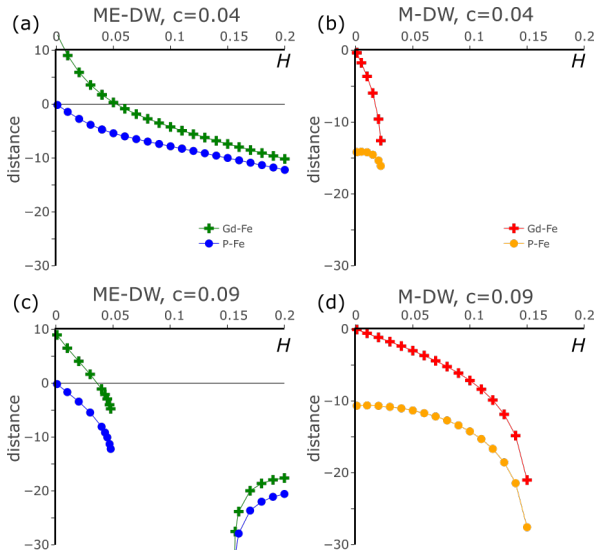 (a) ME-DW, c=0.04
0 0.05 0.1 0.15 0.2
H
10
0
−10
−20
−30
distance
Gd-Fe
P-Fe
(b) M-DW, c=0.04
0 0.05 0.1 0.15 0.2
H
0
−10
−20
−30
distance
Gd-Fe
P-Fe
(c) ME-DW, c=0.09
0 0.05 0.1 0.15 0.2
H
10
0
−10
−20
−30
distance
(d) M-DW, c=0.09
0 0.05 0.1 0.15 0.2
H
0
−10
−20
−30
distance